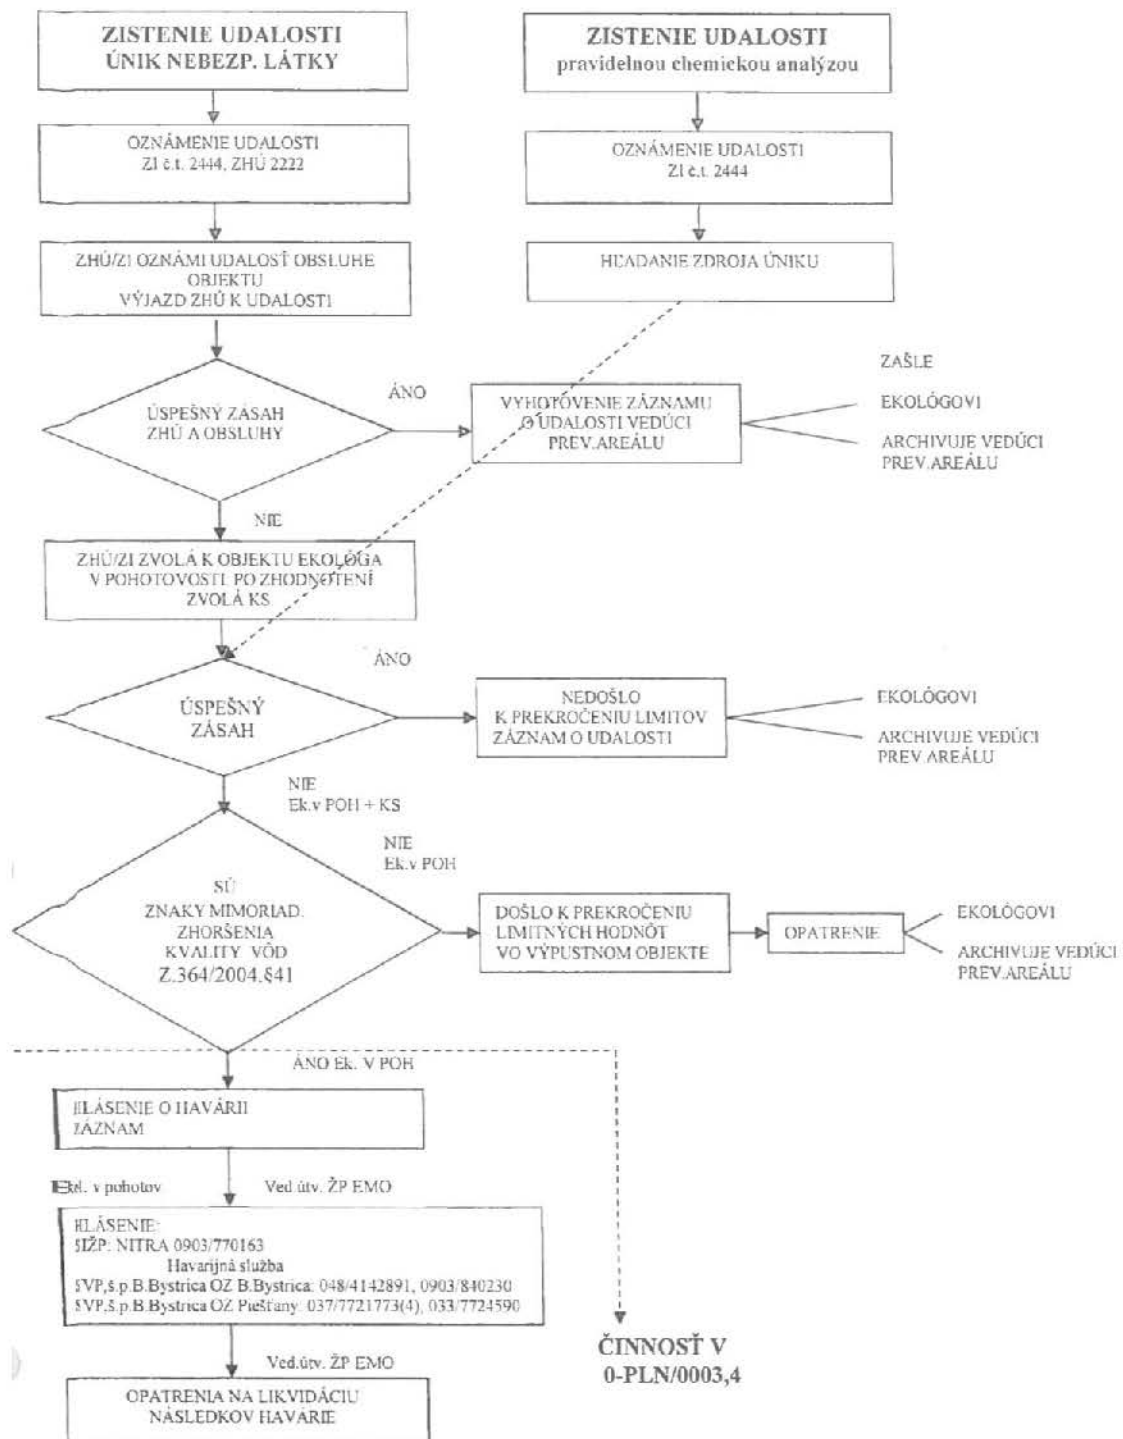 ZISTENIE UDALOSTI
ÚNIK NEBEZP. LÁTKY
ZISTENIE UDALOSTI
pravidelnou chemickou analýzou
OZNÁMENIE UDALOSTI
ZI č.t. 2444, ZHÚ 2222
OZNÁMENIE UDALOSTI
ZI č.t. 2444
ZHÚ/ZI OZNÁMI UDALOSŤ OBSLUHE
OBJEKTU
VÝJAZD ZHÚ K UDALOSTI
HĽADANIE ZDROJA ÚNIKU
ÚSPEŠNÝ ZÁSAH
ZHÚ A OBSLUHY
ÁNO
VYHOTOVENIE ZÁZNAMU
O UDALOSTI VEDÚCI
PREV.AREÁLU
ZAŠLE
EKOLÓGOVI
ARCHIVUJE VEDÚCI
PREV.AREÁLU
NIE
ZHÚ/ZI ZVOLÁ K OBJEKTU EKOLÓGA
V POHOTOVOSTI. PO ZHODNOTENÍ
ZVOLÁ KS
ÚSPEŠNÝ
ZÁSAH
ÁNO
NEDOŠLO
K PREKROČENIU LIMITOV
ZÁZNAM O UDALOSTI
EKOLÓGOVI
ARCHIVUJE VEDÚCI
PREV.AREÁLU
NIE
Ek.v POH + KS
NIE
Ek.v POH
SÚ
ZNAKY MIMORIAD.
ZHORŠENIA
KVALITY VÔD
Z.364/2004,§41
DOŠLO K PREKROČENIU
LIMITNÝCH HODNÔT
VO VÝPUSTNOM OBJEKTE
OPATRENIE
EKOLÓGOVI
ARCHIVUJE VEDÚCI
PREV.AREÁLU
ÁNO Ek. V POH
HLÁSENIE O HAVÁRII
ZÁZNAM
Ekl. v pohotov
Ved.útv. ŽP EMO
HLÁSENIE:
SIŽP: NITRA 0903/770163
Havarijná služba
SVP,š.p.B.Bystrica OZ B.Bystrica: 048/4142891, 0903/840230
SVP,š.p.B.Bystrica OZ Piešťany: 037/7721773(4), 033/7724590
Ved.útv. ŽP EMO
OPATRENIA NA LIKVIDÁCIU
NÁSLEDKOV HAVÁRIE
ČINNOSŤ V
0-PLN/0003,4